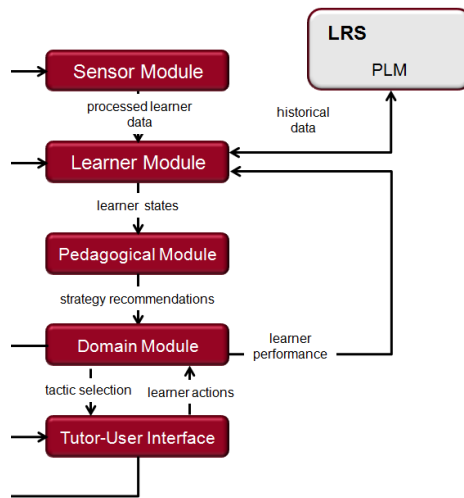 LRS
PLM
Sensor Module
processed learner
data
historical
data
Learner Module
learner states
Pedagogical Module
strategy recommendations
Domain Module
learner
performance
tactic selection
learner actions
Tutor-User Interface